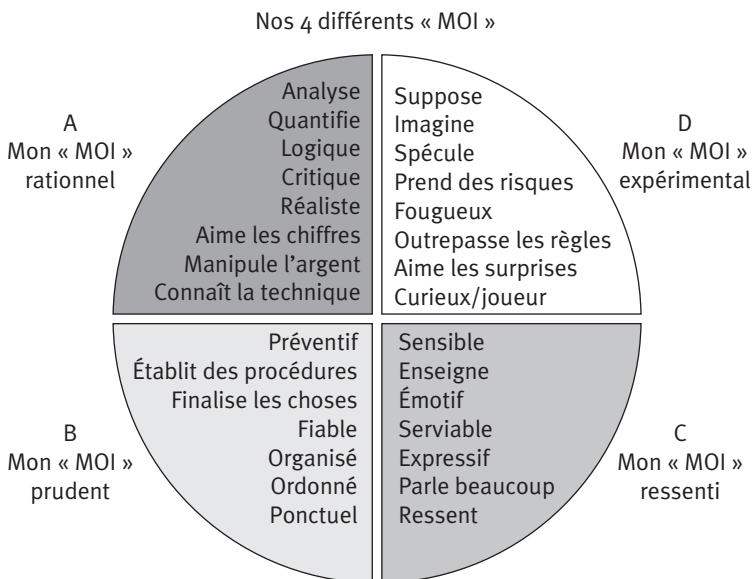 Nos 4 différents « MOI »
A
Mon « MOI »
rationnel
Analyse
Quantifie
Logique
Critique
Réaliste
Aime les chiffres
Manipule l’argent
Connaît la technique
Suppose
Imagine
Spécule
Prend des risques
Fougueux
Outrepasse les règles
Aime les surprises
Curieux/joueur
D
Mon « MOI »
expérimental
B
Mon « MOI »
prudent
Préventif
Établit des procédures
Finalise les choses
Fiable
Organisé
Ordonné
Ponctuel
Sensible
Enseigne
Émotif
Serviable
Expressif
Parle beaucoup
Ressent
C
Mon « MOI »
ressenti